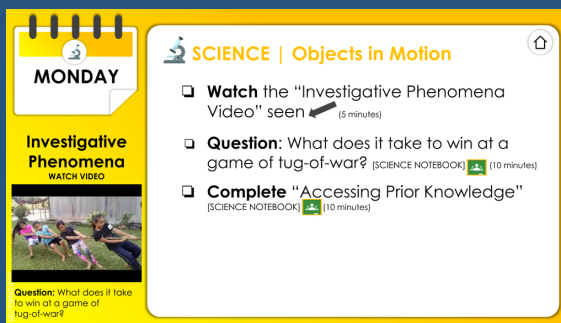 MONDAY
Investigative
Phenomena
WATCH VIDEO
Question: What does it take
to win at a game of
tug-of-war?
SCIENCE | Objects in Motion
Watch the “Investigative Phenomena
Video” seen (5 minutes)
Question: What does it take to win at a
game of tug-of-war? [SCIENCE NOTEBOOK] (10 minutes)
Complete “Accessing Prior Knowledge”
[SCIENCE NOTEBOOK] (10 minutes)